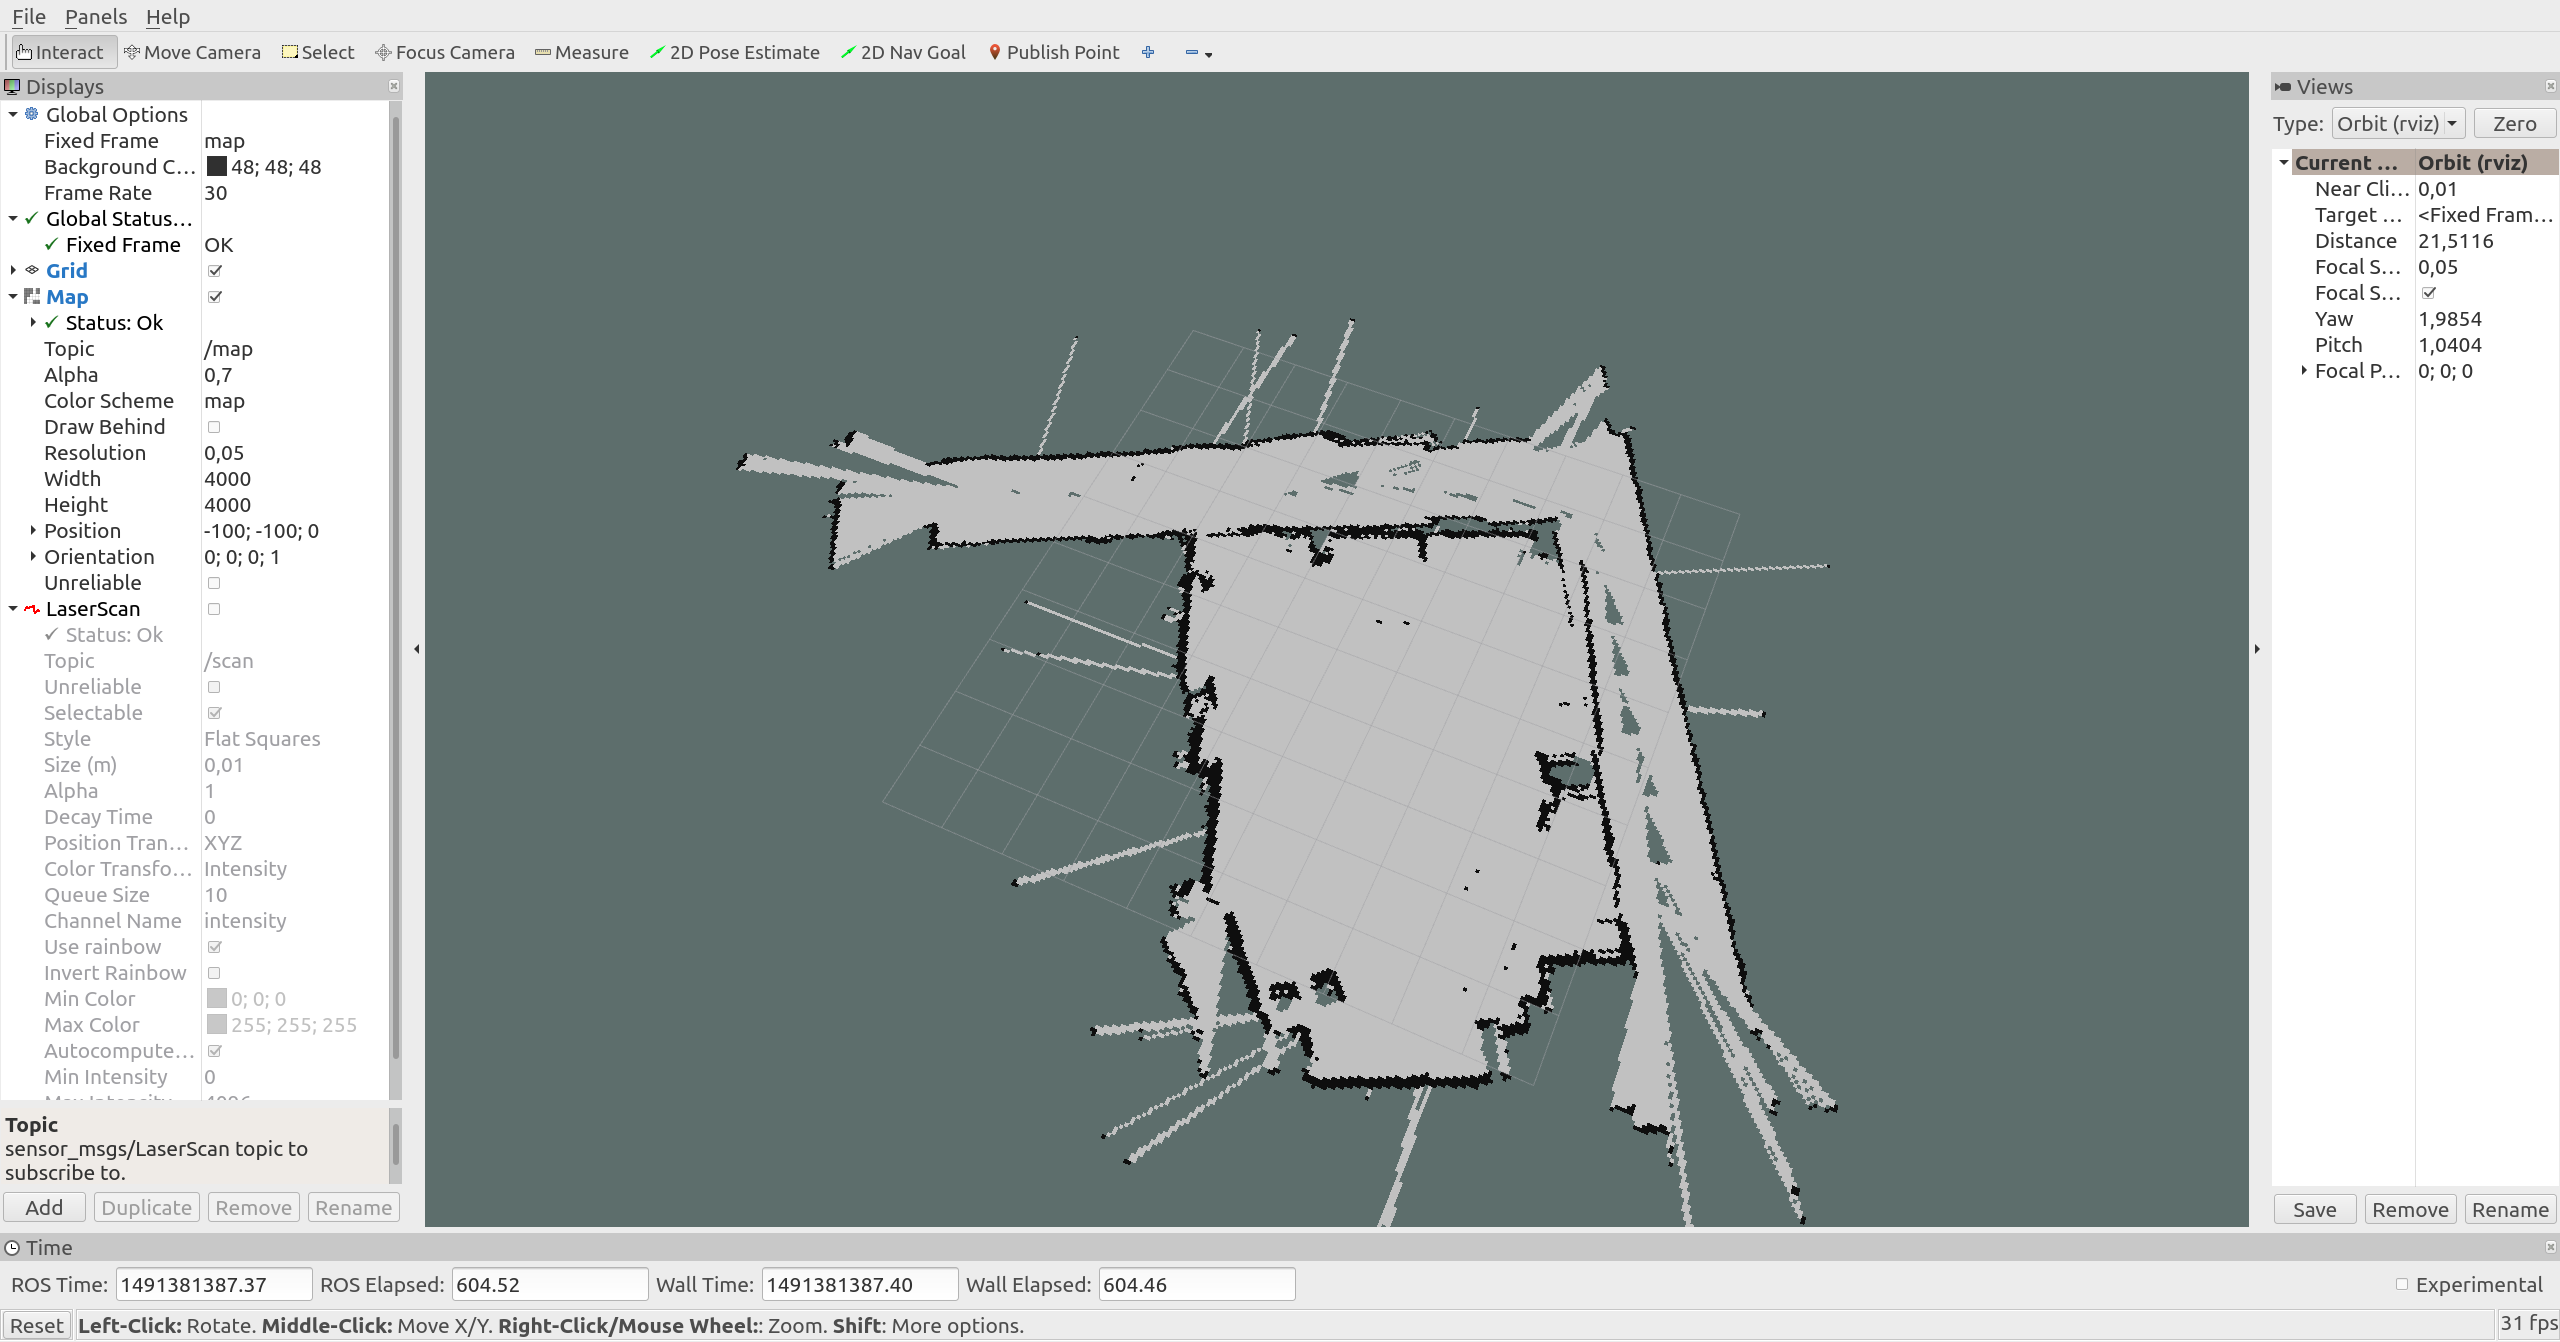 File Panels Help
Interact Move Camera Select Focus Camera Measure 2D Pose Estimate 2D Nav Goal Publish Point
Displays
Global Options
Fixed Frame map
Background C... 48; 48; 48
Frame Rate 30
Global Status...
Fixed Frame OK
Grid
Map
Status: Ok
Topic /map
Alpha 0,7
Color Scheme map
Draw Behind
Resolution 0,05
Width 4000
Height 4000
Position -100; -100; 0
Orientation 0; 0; 0; 1
Unreliable
LaserScan
Status: Ok
Topic /scan
Unreliable
Selectable
Style Flat Squares
Size (m) 0,01
Alpha 1
Decay Time 0
Position Tran... XYZ
Color Transfo... Intensity
Queue Size 10
Channel Name intensity
Use rainbow
Invert Rainbow
Min Color 0; 0; 0
Max Color 255; 255; 255
Autocompute...
Min Intensity 0
Topic
sensor_msgs/LaserScan topic to
subscribe to.
Add Duplicate Remove Rename
Views
Type: Orbit (rviz) Zero
Current ... Orbit (rviz)
Near Cli... 0,01
Target ... <Fixed Fram...
Distance 21,5116
Focal S... 0,05
Focal S...
Yaw 1,9854
Pitch 1,0404
Focal P... 0; 0; 0
Save Remove Rename
Time
ROS Time: 1491381387.37 ROS Elapsed: 604.52 Wall Time: 1491381387.40 Wall Elapsed: 604.46 Experimental
Reset Left-Click: Rotate. Middle-Click: Move X/Y. Right-Click/Mouse Wheel:: Zoom. Shift: More options. 31 fps